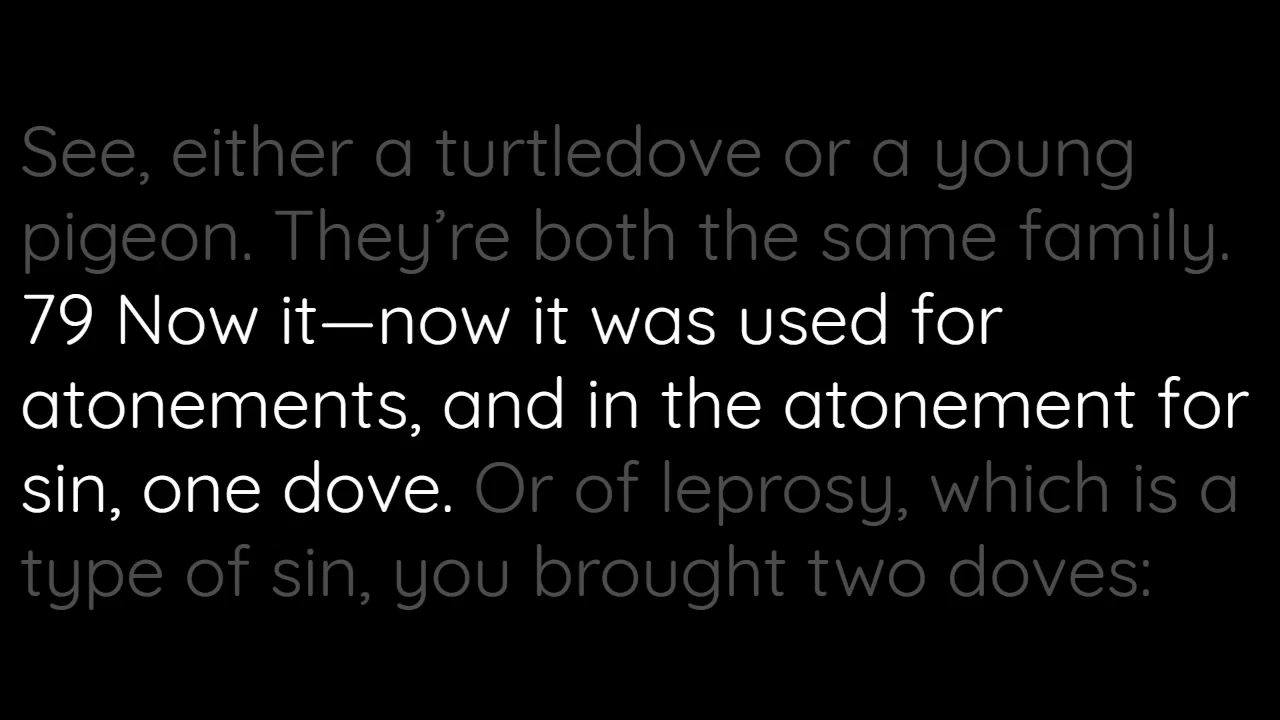 See, either a turtledove or a young
pigeon. They’re both the same family.
79 Now it—now it was used for
atonements, and in the atonement for
sin, one dove. Or of leprosy, which is a
type of sin, you brought two doves: